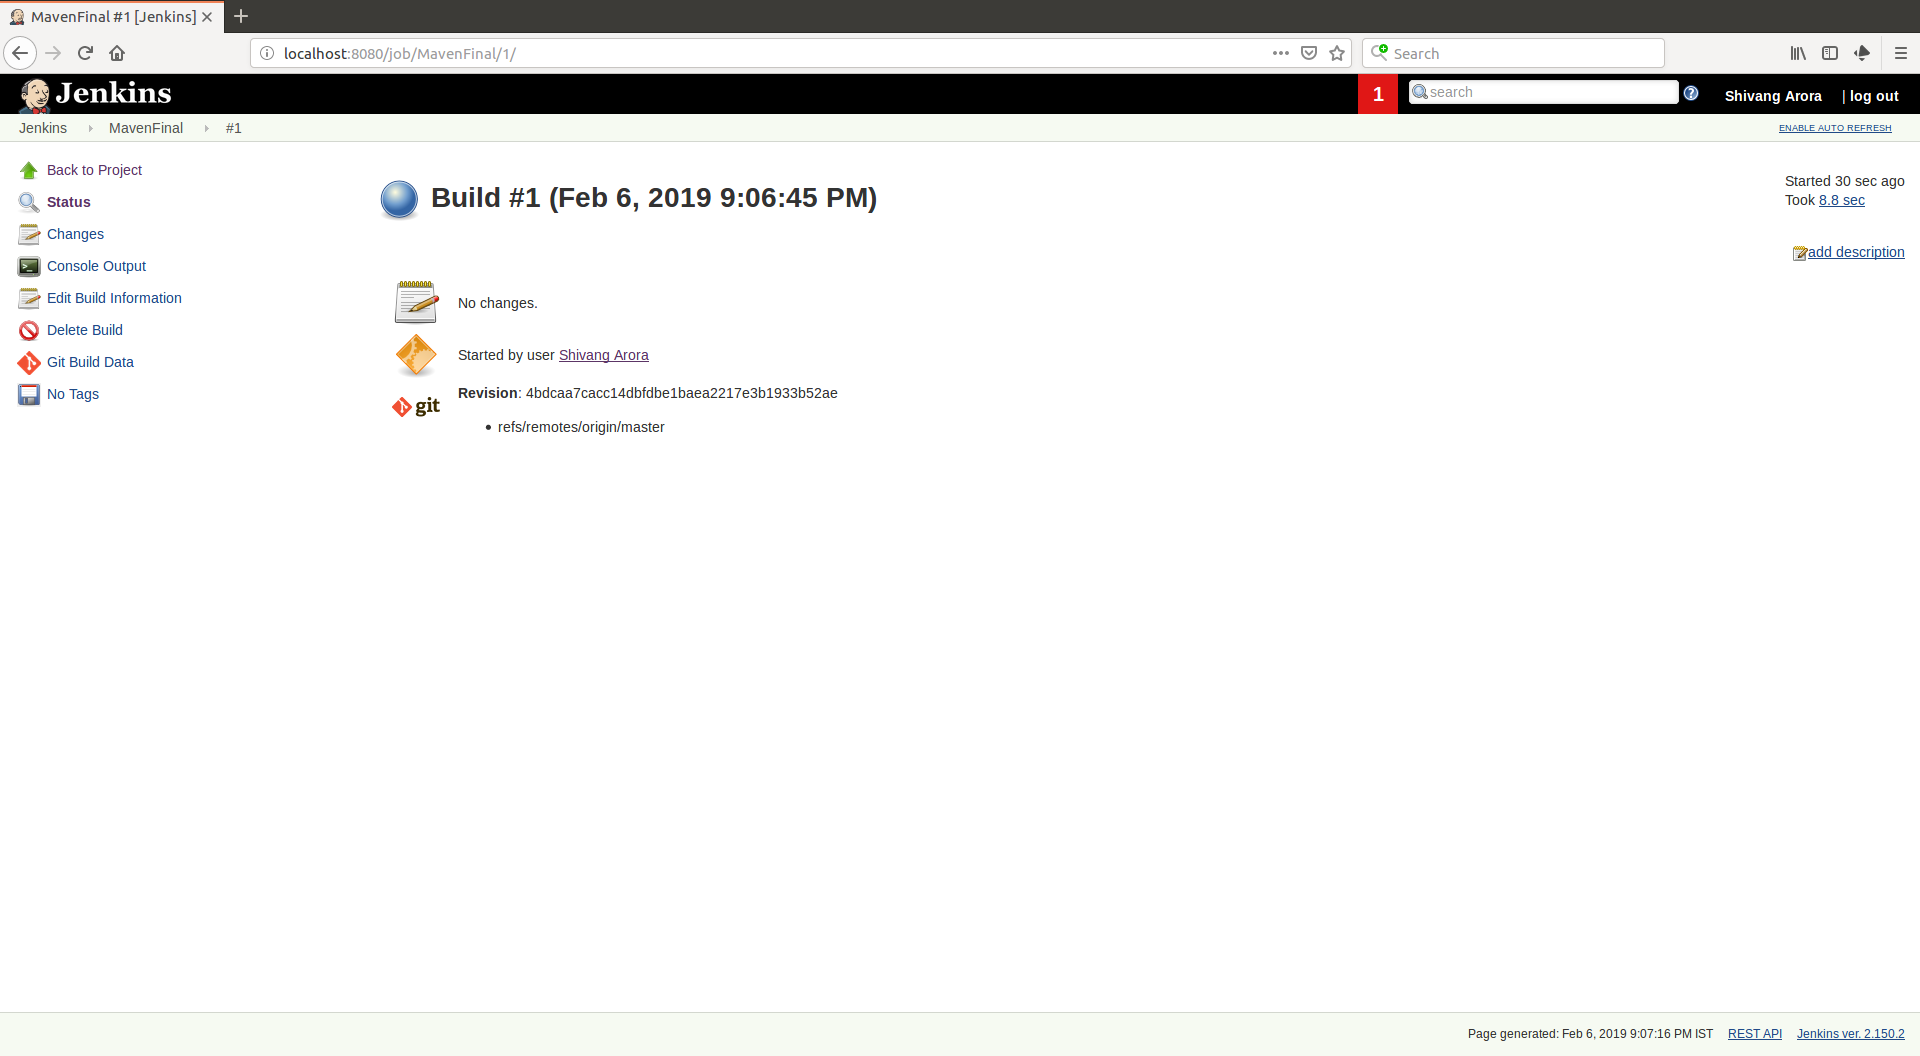 MavenFinal #1 [Jenkins]
localhost:8080/job/MavenFinal/1/
Search
Jenkins
1
search
Shivang Arora
| log out
Jenkins
MavenFinal
#1
ENABLE AUTO REFRESH
Back to Project
Status
Changes
Console Output
Edit Build Information
Delete Build
Git Build Data
No Tags
Build #1 (Feb 6, 2019 9:06:45 PM)
Started 30 sec ago
Took 8.8 sec
add description
No changes.
Started by user Shivang Arora
git
Revision: 4bdcaa7cacc14dbfdbe1baea2217e3b1933b52ae
refs/remotes/origin/master
Page generated: Feb 6, 2019 9:07:16 PM IST
REST API
Jenkins ver. 2.150.2